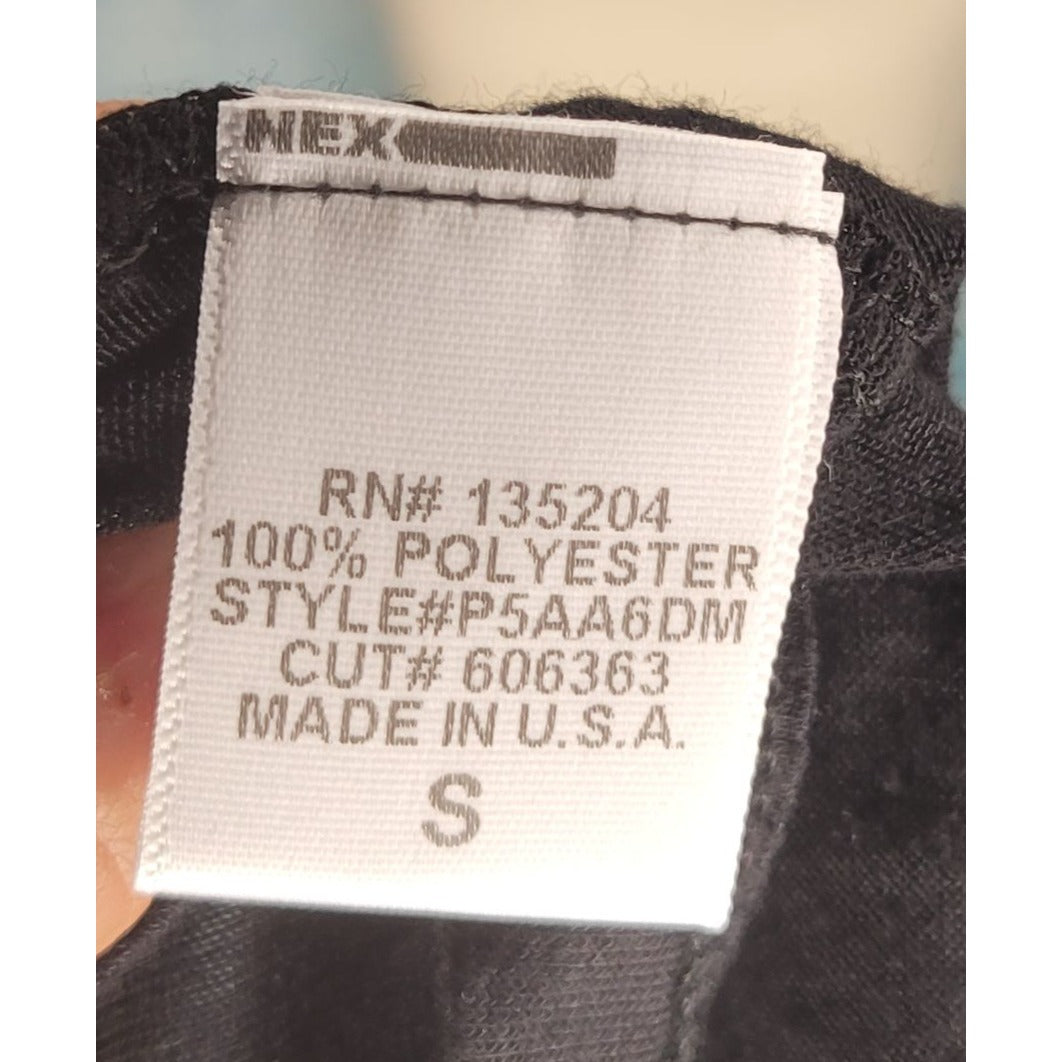 NEX
RN# 135204
100% POLYESTER
STYLE#P5AA6DM
CUT# 606363
MADE IN U.S.A.
S